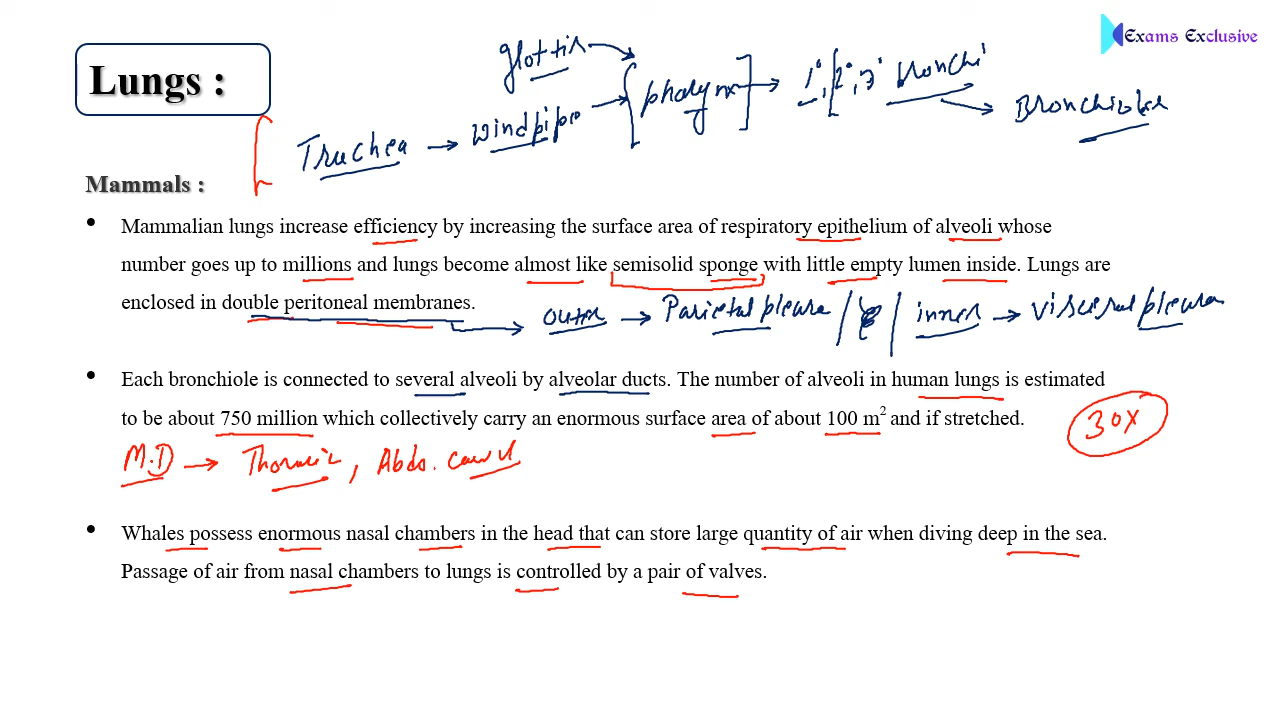 Exams Exclusive
Lungs :
glottis
Trachea → windpipe → [pharynx] → 1°, [2°, 3° Bronchi → Bronchioles
Mammals :
• Mammalian lungs increase efficiency by increasing the surface area of respiratory epithelium of alveoli whose
number goes up to millions and lungs become almost like semisolid sponge with little empty lumen inside. Lungs are
enclosed in double peritoneal membranes.
outer → Parietal pleura / / inner → visceral pleura
• Each bronchiole is connected to several alveoli by alveolar ducts. The number of alveoli in human lungs is estimated
to be about 750 million which collectively carry an enormous surface area of about 100 m² and if stretched.
30X
M.D → Thoracic, Abdo.
• Whales possess enormous nasal chambers in the head that can store large quantity of air when diving deep in the sea.
Passage of air from nasal chambers to lungs is controlled by a pair of valves.